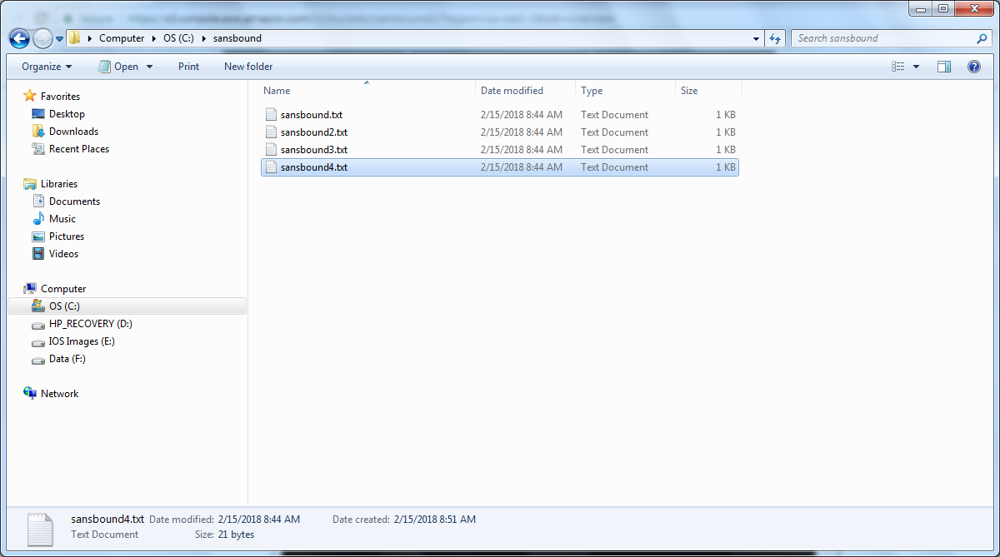 Computer OS (C:) sansbound Search sansbound
Organize Open Print New folder
Favorites
Desktop
Downloads
Recent Places
Libraries
Documents
Music
Pictures
Videos
Computer
OS (C:)
HP_RECOVERY (D:)
IOS Images (E:)
Data (F:)
Network
Name Date modified Type Size
sansbound.txt 2/15/2018 8:44 AM Text Document 1 KB
sansbound2.txt 2/15/2018 8:44 AM Text Document 1 KB
sansbound3.txt 2/15/2018 8:44 AM Text Document 1 KB
sansbound4.txt 2/15/2018 8:44 AM Text Document 1 KB
sansbound4.txt Date modified: 2/15/2018 8:44 AM Date created: 2/15/2018 8:51 AM
Text Document Size: 21 bytes